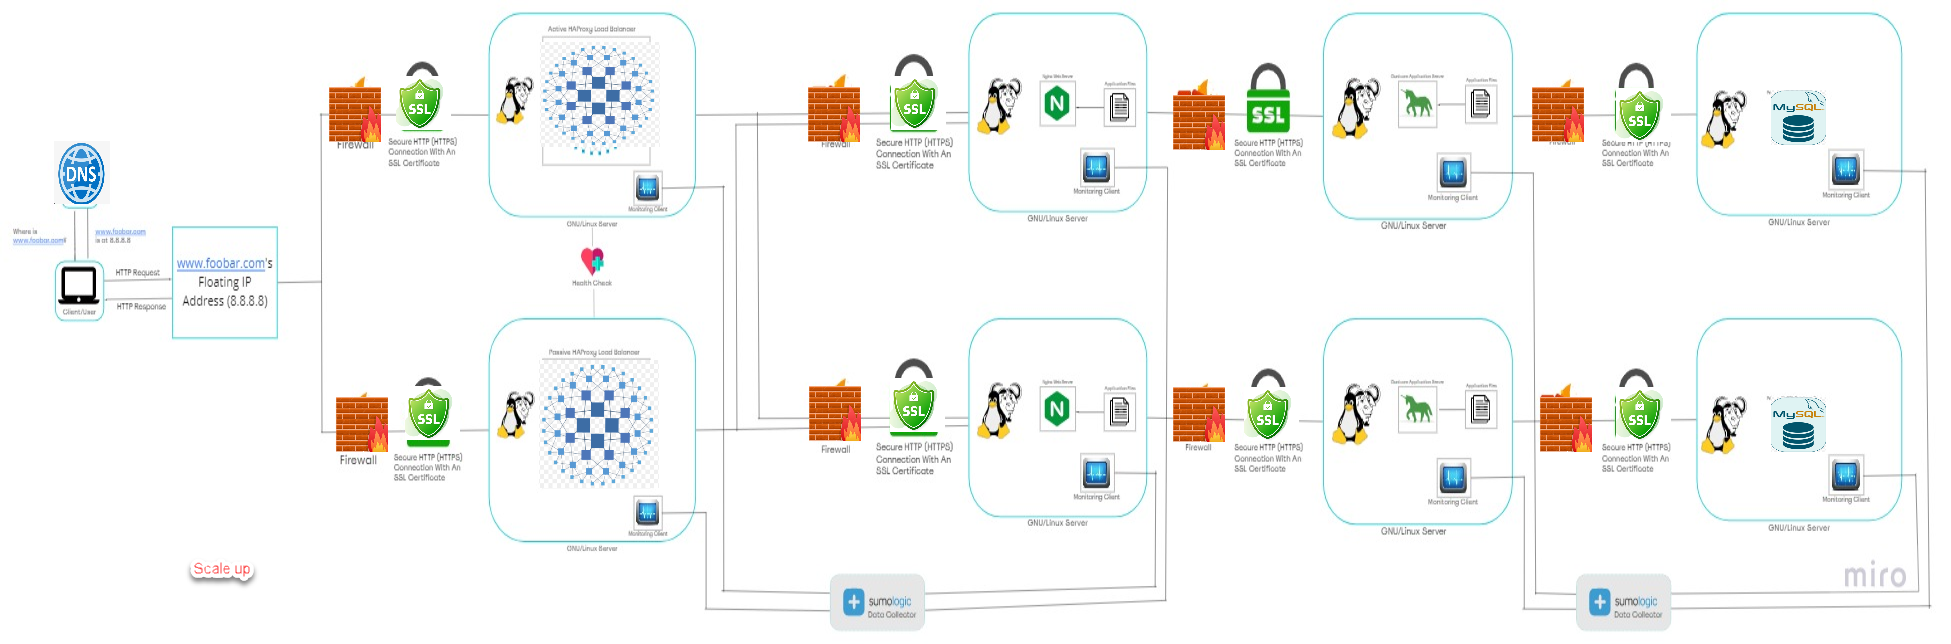 DNS
Where is
www.foobar.com?
www.foobar.com
is at 8.8.8.8
Client/User
HTTP Request
HTTP Response
www.foobar.com's
Floating IP
Address (8.8.8.8)
Firewall
SSL
Secure HTTP (HTTPS)
Connection With An
SSL Certificate
Active HAProxy Load Balancer
Monitoring Client
GNU/Linux Server
Health Check
Firewall
SSL
Secure HTTP (HTTPS)
Connection With An
SSL Certificate
Passive HAProxy Load Balancer
Monitoring Client
GNU/Linux Server
Firewall
SSL
Secure HTTP (HTTPS)
Connection With An
SSL Certificate
Nginx Web Server
N
Application Files
Monitoring Client
GNU/Linux Server
Firewall
SSL
Secure HTTP (HTTPS)
Connection With An
SSL Certificate
Nginx Web Server
N
Application Files
Monitoring Client
GNU/Linux Server
SSL
Secure HTTP (HTTPS)
Connection With An
SSL Certificate
Gunicorn Application Server
Application Files
Monitoring Client
GNU/Linux Server
Firewall
SSL
Secure HTTP (HTTPS)
Connection With An
SSL Certificate
Gunicorn Application Server
Application Files
Monitoring Client
GNU/Linux Server
Firewall
SSL
Secure HTTP (HTTPS)
Connection With An
SSL Certificate
MySQL
Monitoring Client
GNU/Linux Server
SSL
Secure HTTP (HTTPS)
Connection With An
SSL Certificate
MySQL
Monitoring Client
GNU/Linux Server
Scale up
sumologic
Data Collector
sumologic
Data Collector
miro